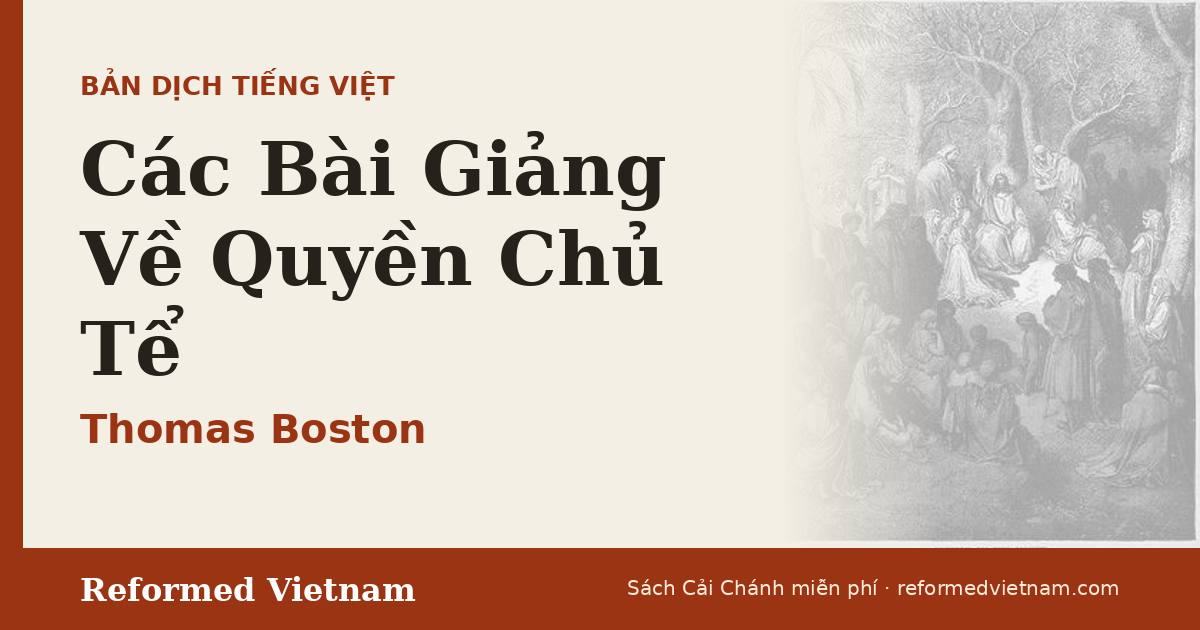 BẢN DỊCH TIẾNG VIỆT
Các Bài Giảng
Về Quyền Chủ
Tể
Thomas Boston
Reformed Vietnam
Sách Cải Chánh miễn phí · reformedvietnam.com